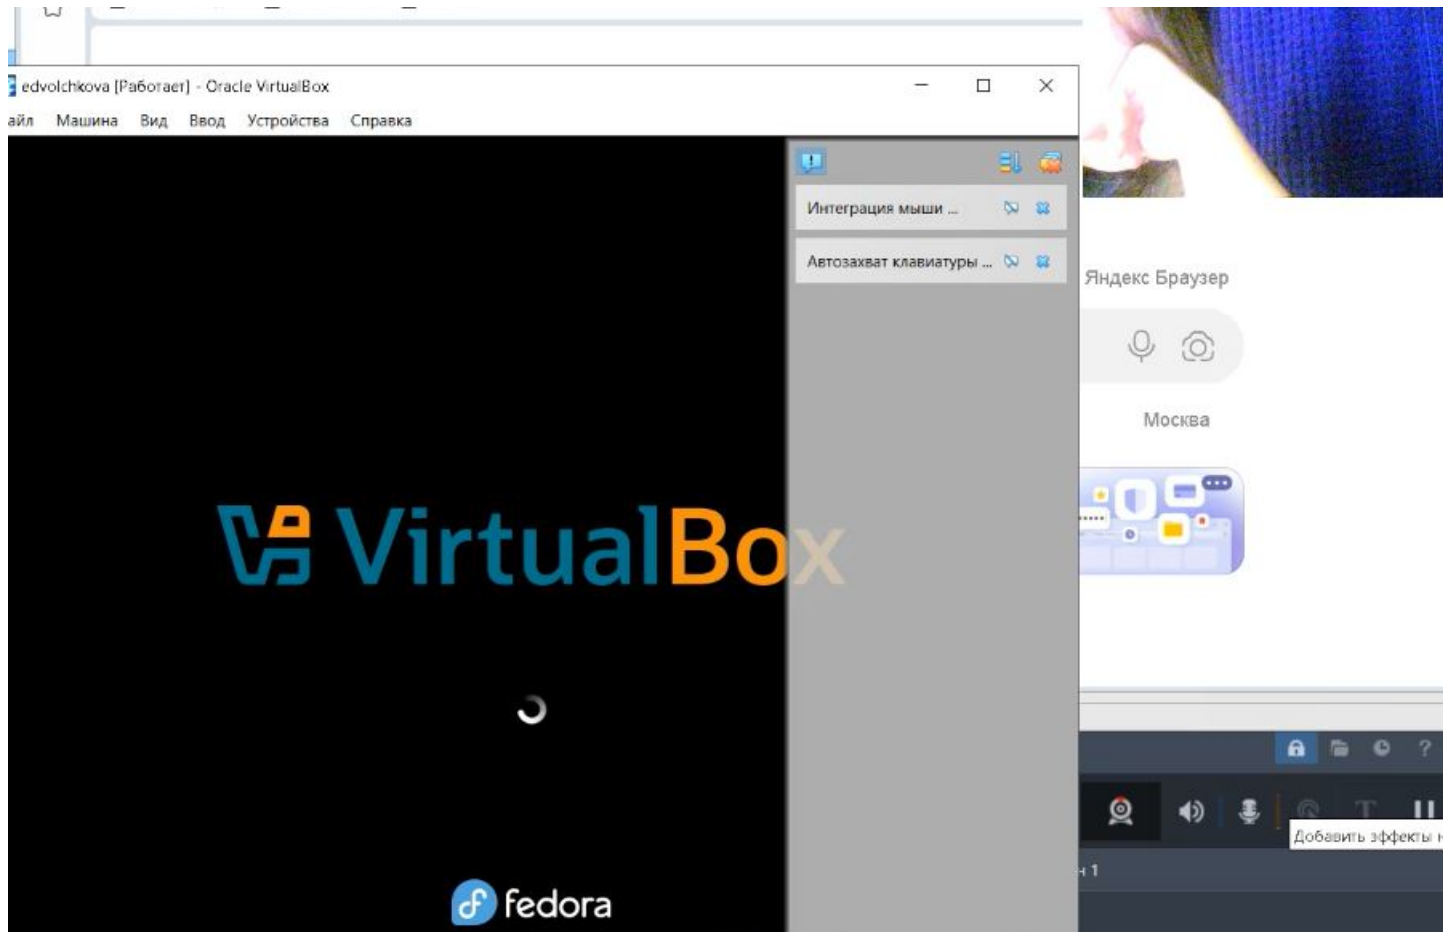 edvolchkova [Работает] - Oracle VirtualBox
айл Машина Вид Ввод Устройства Справка
Интеграция мыши ...
Автозахват клавиатуры ...
Яндекс Браузер
Москва
VirtualBox
Добавить эффекты н
н 1
fedora